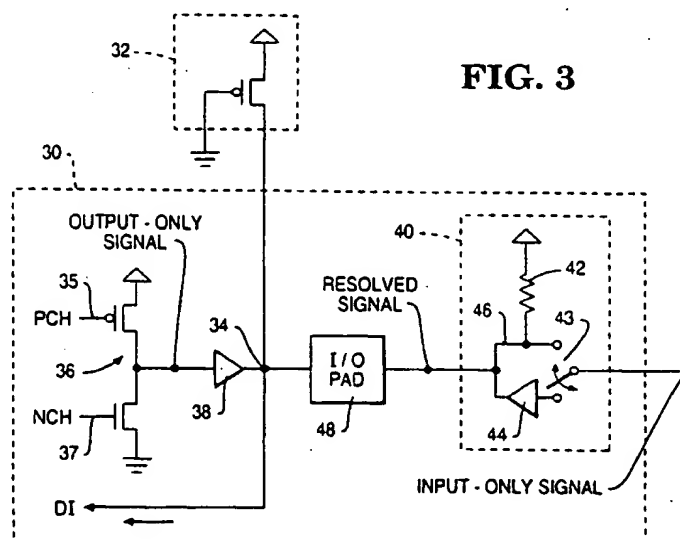 32
FIG. 3
30
OUTPUT - ONLY
SIGNAL
40
42
35
34
RESOLVED
SIGNAL
46
43
PCH
36
I/O
PAD
48
38
44
NCH
37
INPUT - ONLY SIGNAL
DI